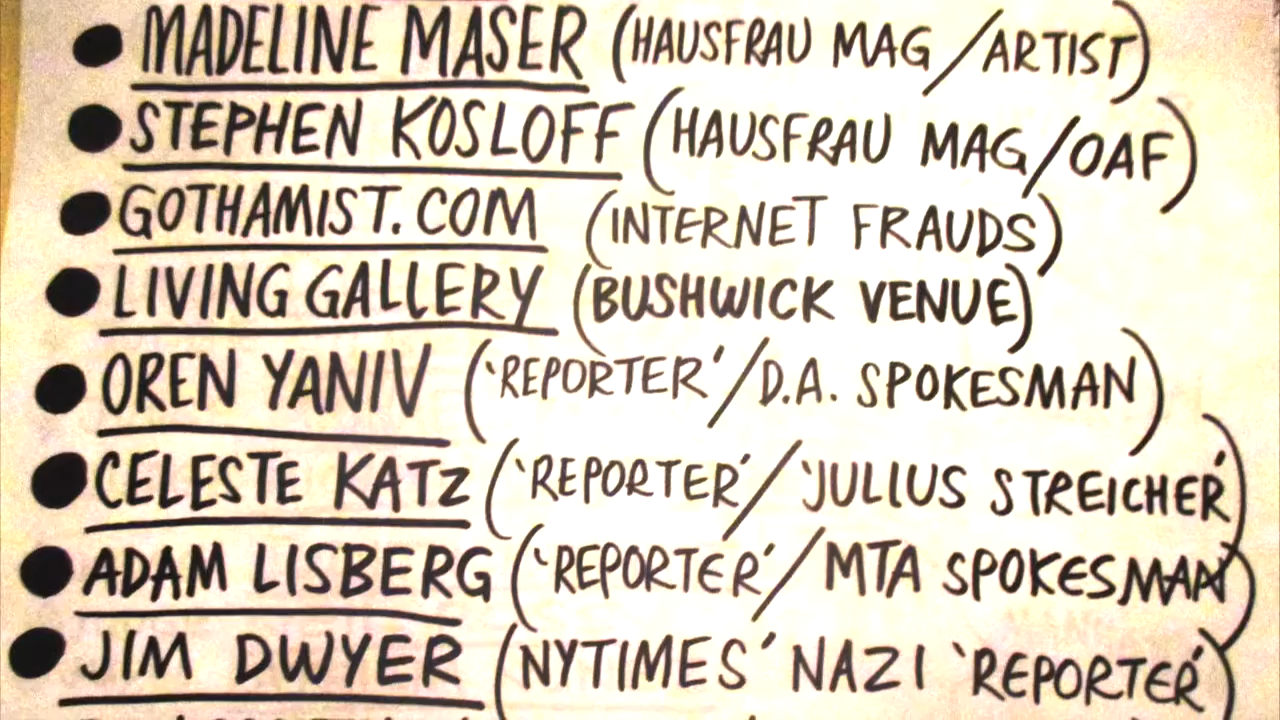 ● MADELINE MASER (HAUSFRAU MAG/ARTIST)
● STEPHEN KOSLOFF (HAUSFRAU MAG/OAF)
● GOTHAMIST.COM (INTERNET FRAUDS)
● LIVING GALLERY (BUSHWICK VENUE)
● OREN YANIV ('REPORTER'/D.A. SPOKESMAN)
● CELESTE KATZ ('REPORTER'/'JULIUS STREICHER')
● ADAM LISBERG ('REPORTER'/MTA SPOKESMAN)
● JIM DWYER (NYTIMES' NAZI 'REPORTER')